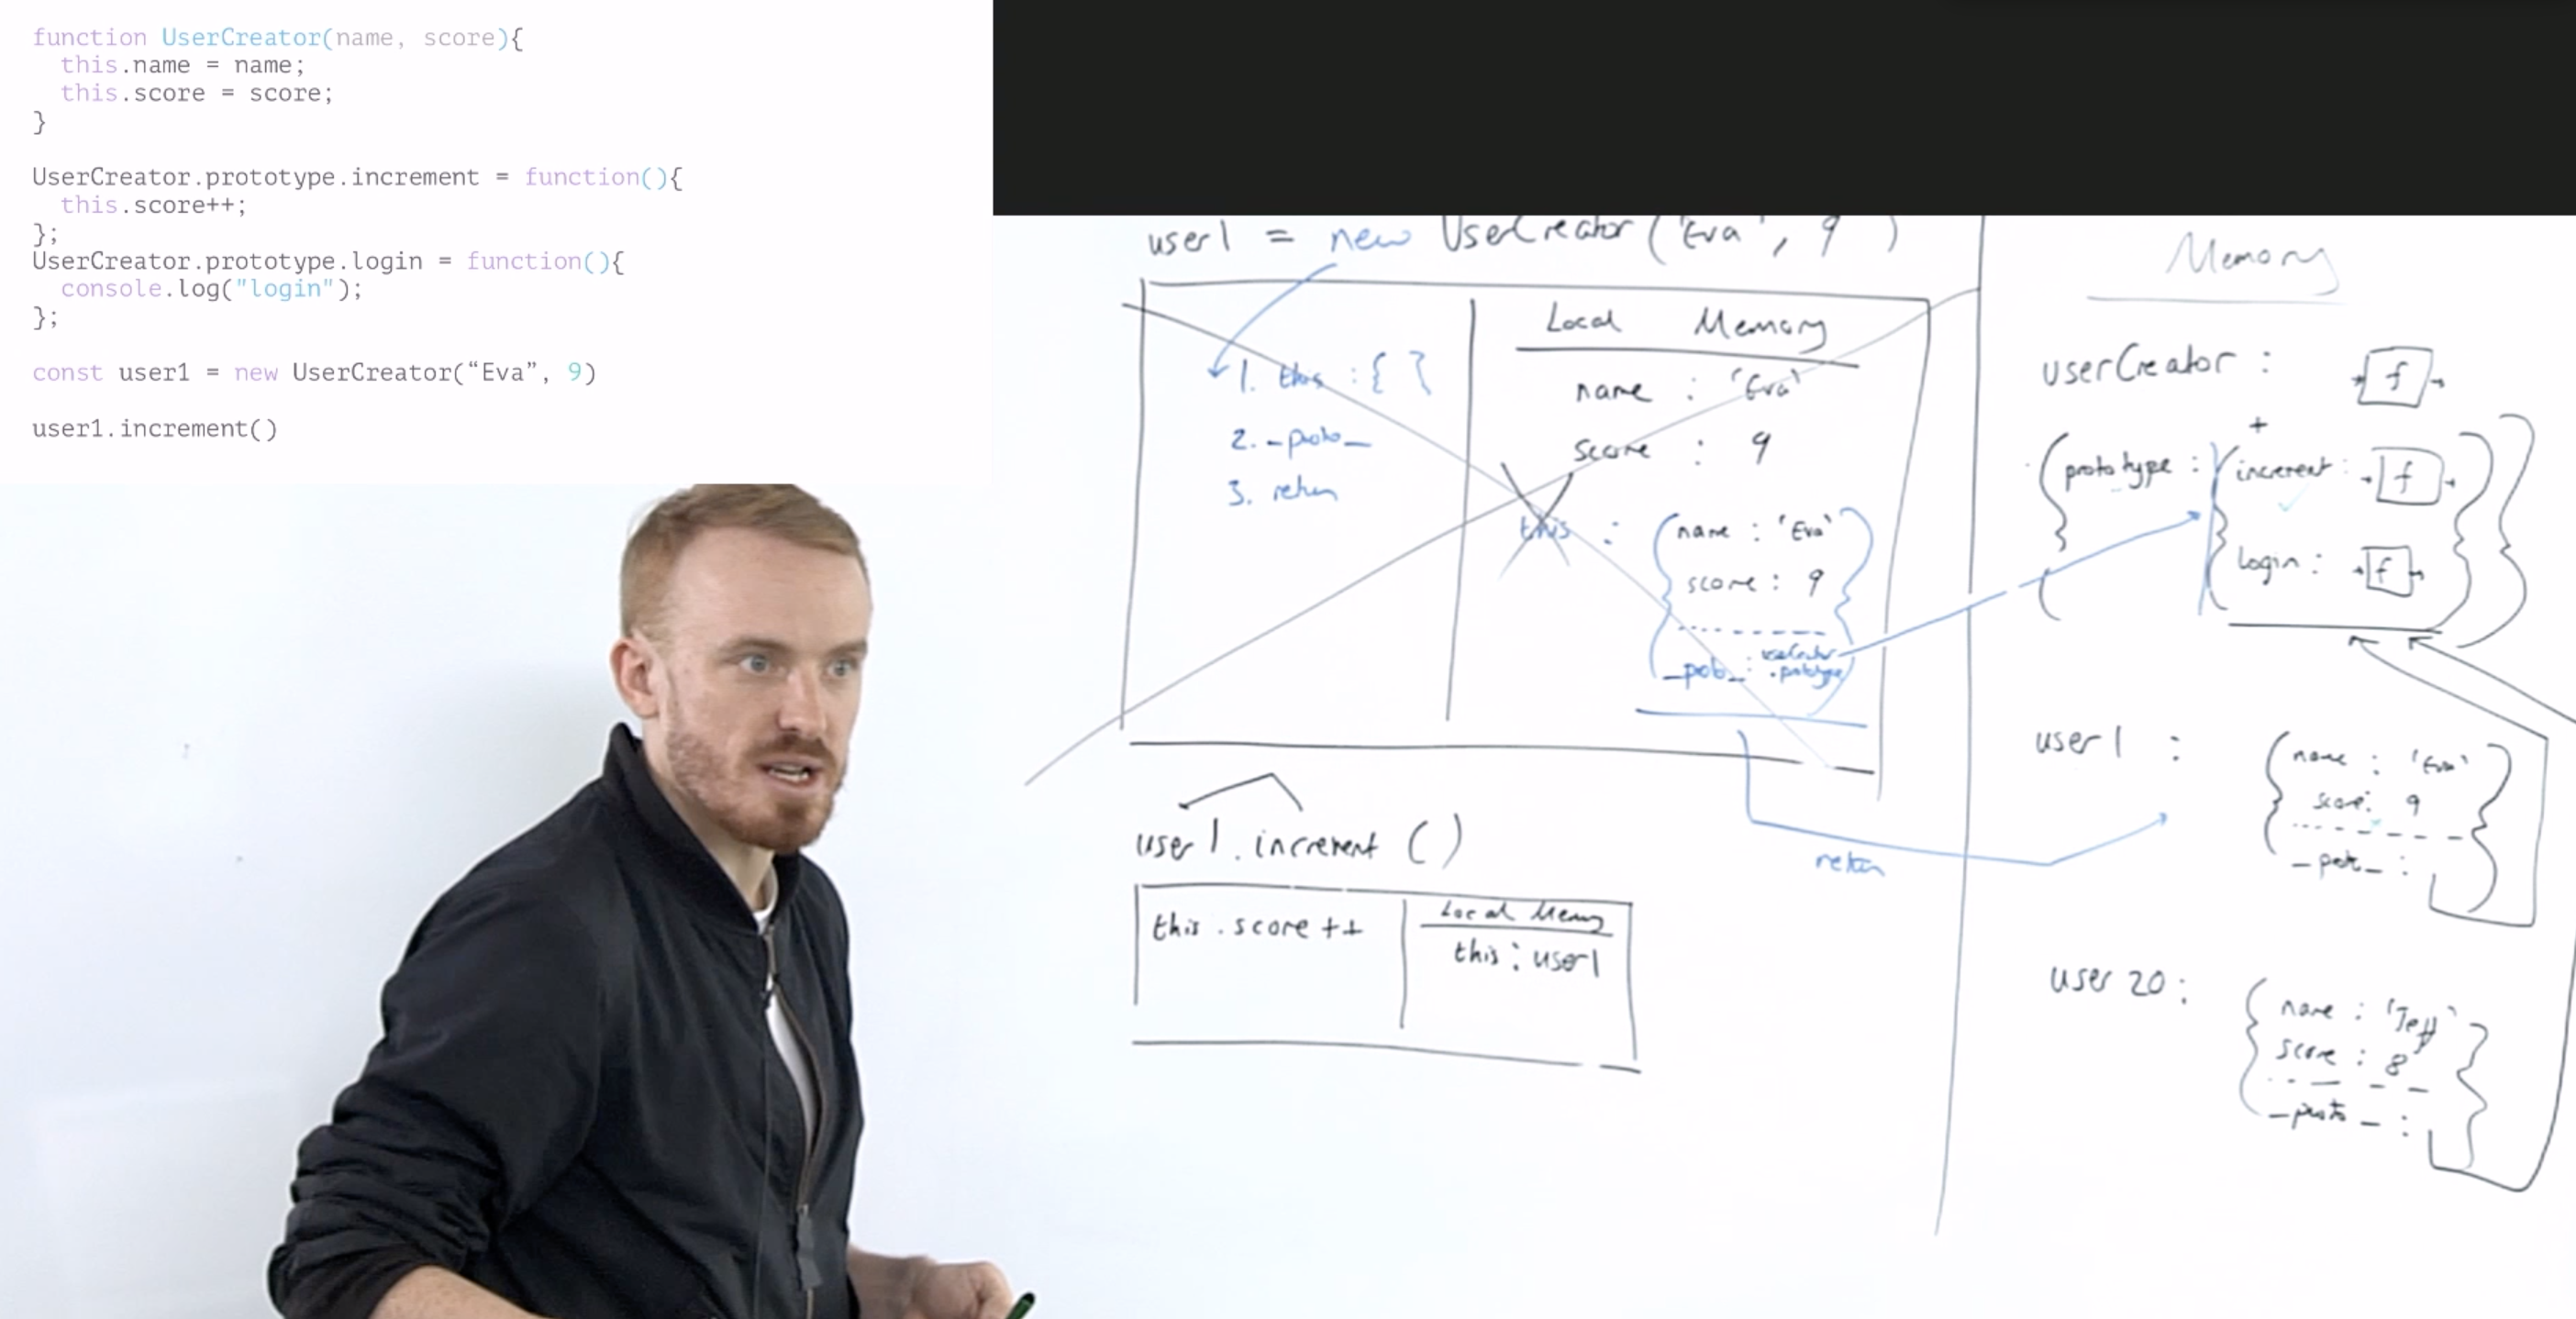 function UserCreator(name, score){
this.name = name;
this.score = score;
}
UserCreator.prototype.increment = function(){
this.score++;
};
UserCreator.prototype.login = function(){
console.log("login");
};
const user1 = new UserCreator(“Eva”, 9)
user1.increment()
user1 = new UserCreator ('Eva', 9 )
1. this : { }
2. _proto_
3. return
Local Memory
name : 'Eva'
score : 9
this : { name : 'Eva'
score : 9
_proto_ : userCreator
.prototype }
return
user1.increment ()
this.score++
Local Memory
this : user1
Memory
userCreator : f
+
{ prototype : { increment : f
login : f } }
user1 : { name : 'Eva'
score : 9
_proto_ : }
user20 : { name : 'Jeff'
score : 8
_proto_ : }